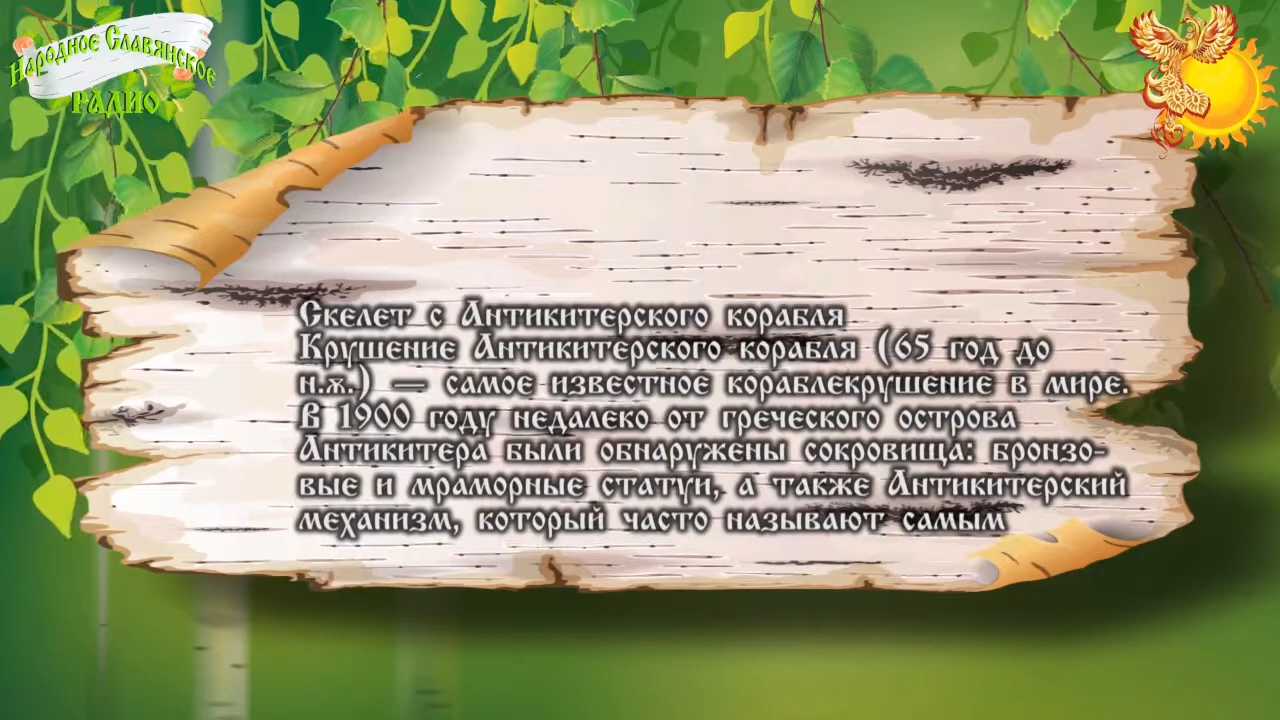 Народное Славянское
РАДИО
Скелет с Антикитерского корабля
Крушение Антикитерского корабля (65 год до
н.ѫ.) — самое известное кораблекрушение в мире.
В 1900 году недалеко от греческого острова
Антикитера были обнаружены сокровища: бронзо-
вые и мраморные статуи, а также Антикитерский
механизм, который часто называют самым